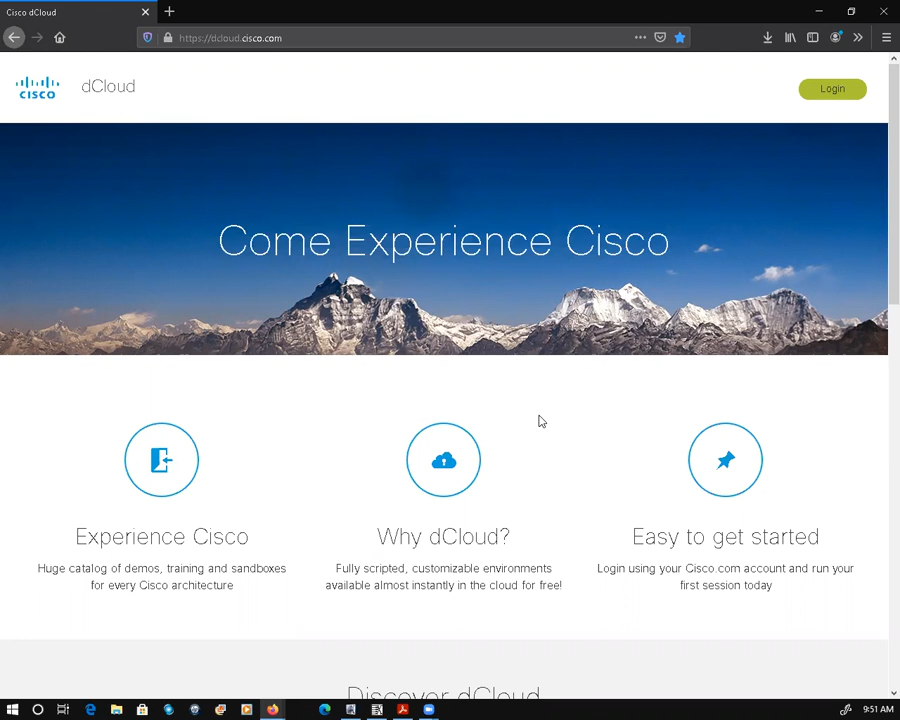 Cisco dCloud
https://dcloud.cisco.com
CISCO
dCloud
Login
Come Experience Cisco
Experience Cisco
Huge catalog of demos, training and sandboxes
for every Cisco architecture
Why dCloud?
Fully scripted, customizable environments
available almost instantly in the cloud for free!
Easy to get started
Login using your Cisco.com account and run your
first session today
Discover dCloud
9:51 AM